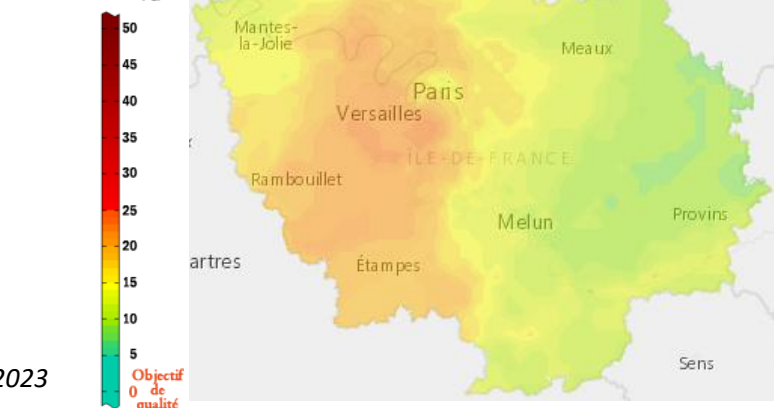 50
45
40
35
30
25
20
15
10
5
0
Objectif
de
qualité
2023
Mantes-
la-Jolie
Meaux
Paris
Versailles
ÎLE-DE-FRANCE
Rambouillet
Melun
Provins
artres
Étampes
Sens